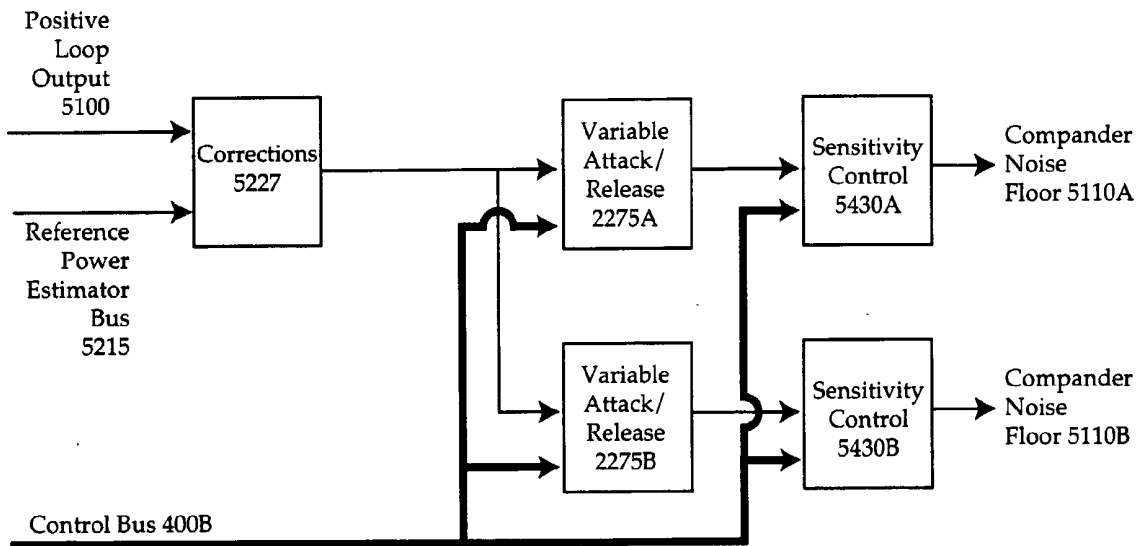 Positive
Loop
Output
5100
Corrections
5227
Reference
Power
Estimator
Bus
5215
Variable
Attack/
Release
2275A
Sensitivity
Control
5430A
Compander
Noise
Floor 5110A
Variable
Attack/
Release
2275B
Sensitivity
Control
5430B
Compander
Noise
Floor 5110B
Control Bus 400B